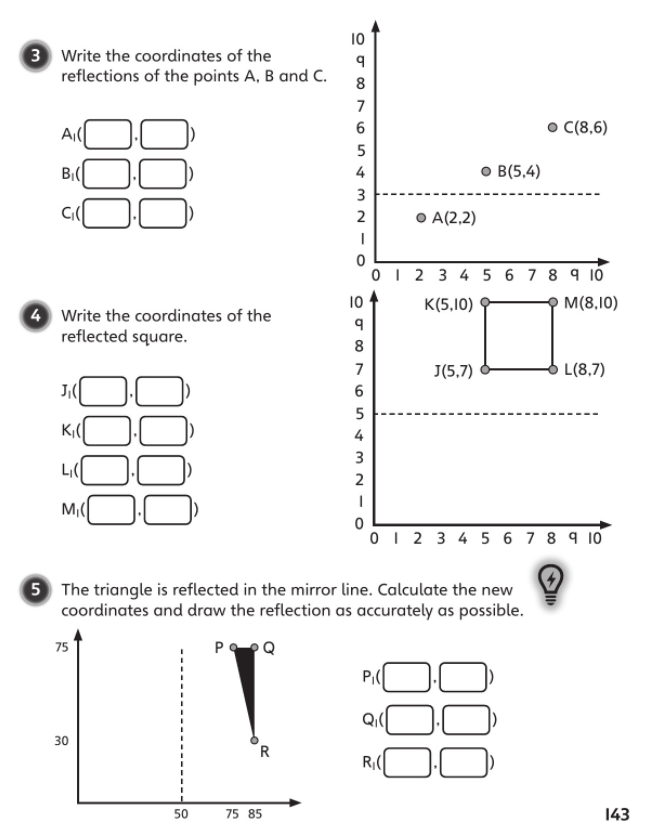 3 Write the coordinates of the
reflections of the points A, B and C.
A₁( , )
B₁( , )
C₁( , )
10
9
8
7
6
5
4
3
2
1
0
C(8,6)
B(5,4)
A(2,2)
0 1 2 3 4 5 6 7 8 9 10
4 Write the coordinates of the
reflected square.
J₁( , )
K₁( , )
L₁( , )
M₁( , )
10
9
8
7
6
5
4
3
2
1
0
K(5,10) M(8,10)
J(5,7) L(8,7)
0 1 2 3 4 5 6 7 8 9 10
5 The triangle is reflected in the mirror line. Calculate the new
coordinates and draw the reflection as accurately as possible.
75
30
P Q
R
50 75 85
P₁( , )
Q₁( , )
R₁( , )
143